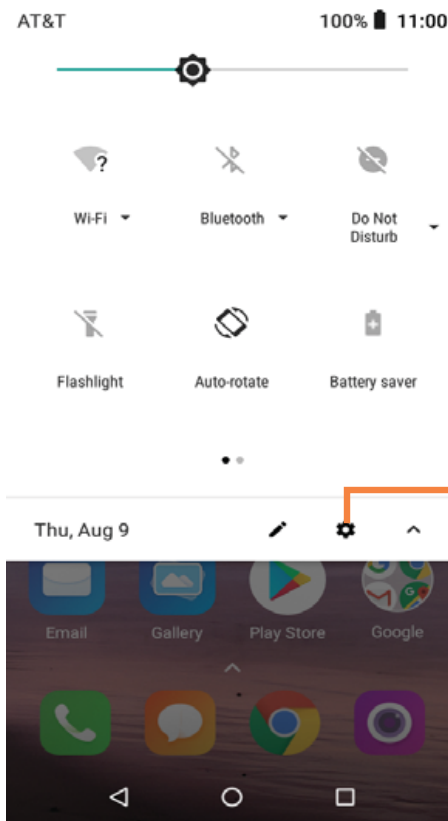 AT&T 100% 11:00
?
Wi-Fi Bluetooth Do Not
Disturb
Flashlight Auto-rotate Battery saver
Thu, Aug 9
Email Gallery Play Store Google